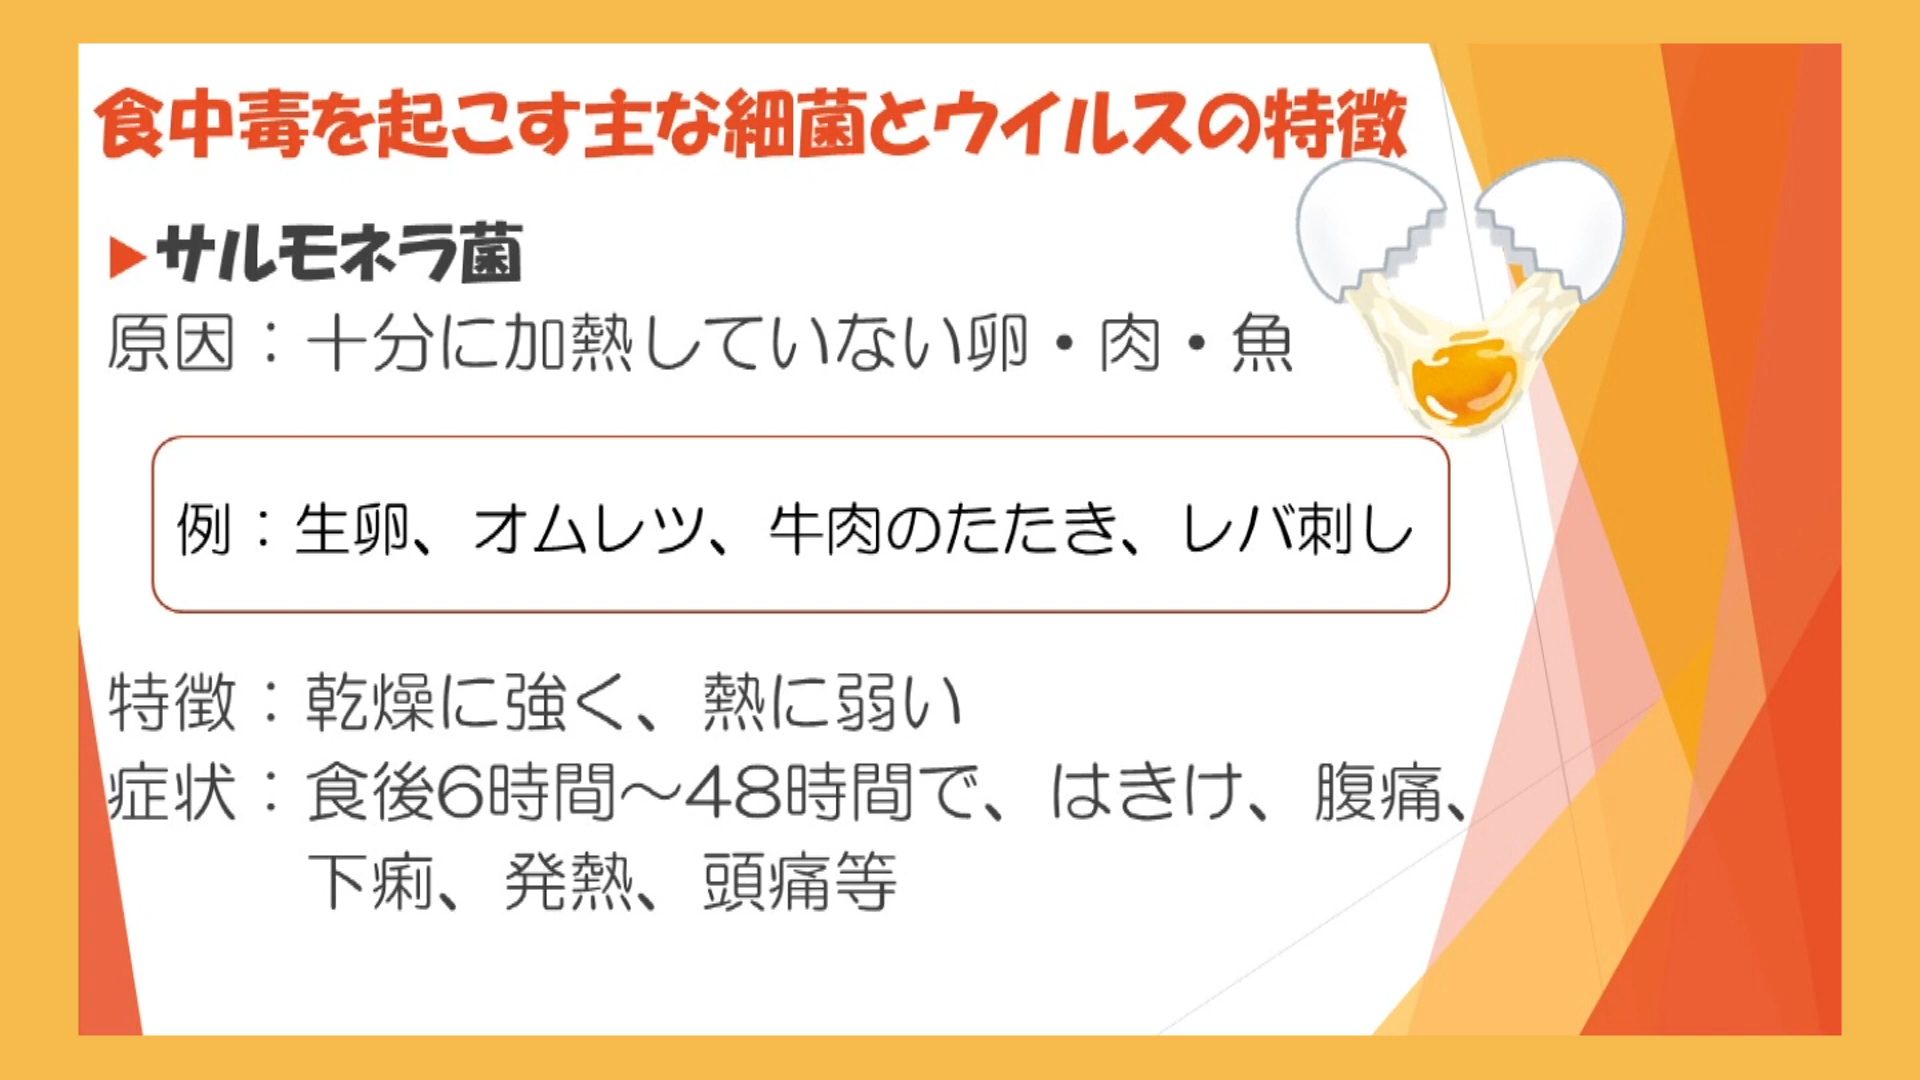 食中毒を起こす主な細菌とウイルスの特徴
▶サルモネラ菌
原因：十分に加熱していない卵・肉・魚
例：生卵、オムレツ、牛肉のたたき、レバ刺し
特徴：乾燥に強く、熱に弱い
症状：食後6時間～48時間で、はきけ、腹痛、
下痢、発熱、頭痛等